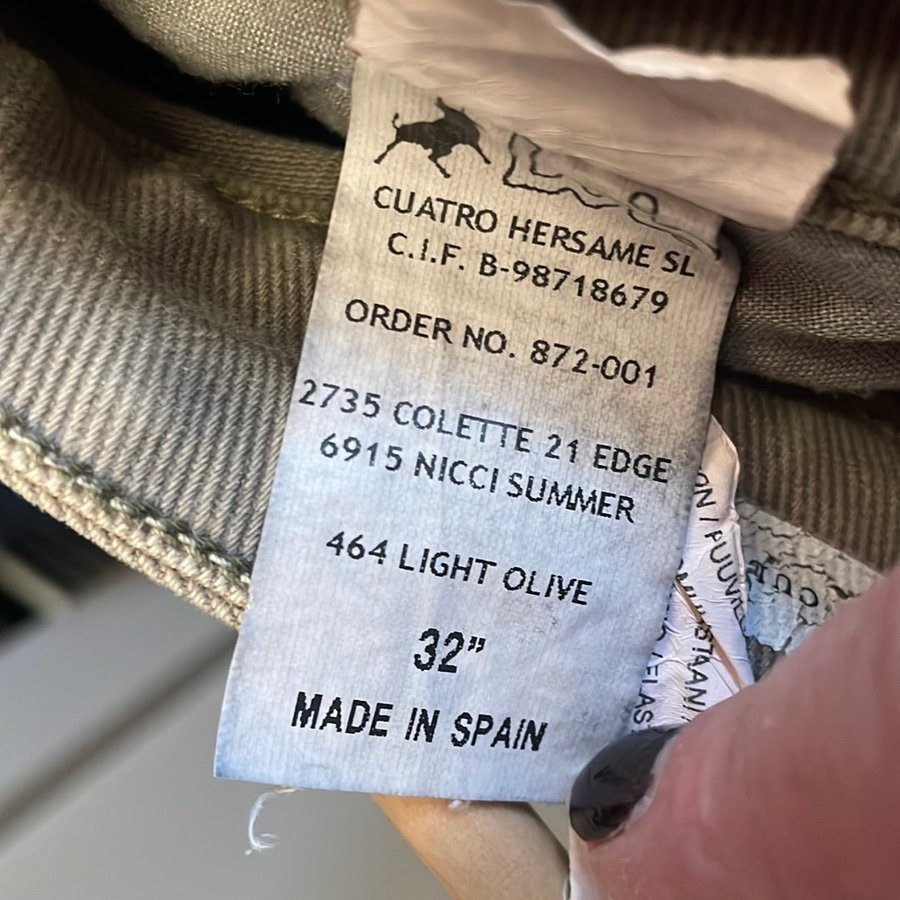 CUATRO HERSAME SL
C.I.F. B-98718679
ORDER NO. 872-001
2735 COLETTE 21 EDGE
6915 NICCI SUMMER
464 LIGHT OLIVE
32”
MADE IN SPAIN